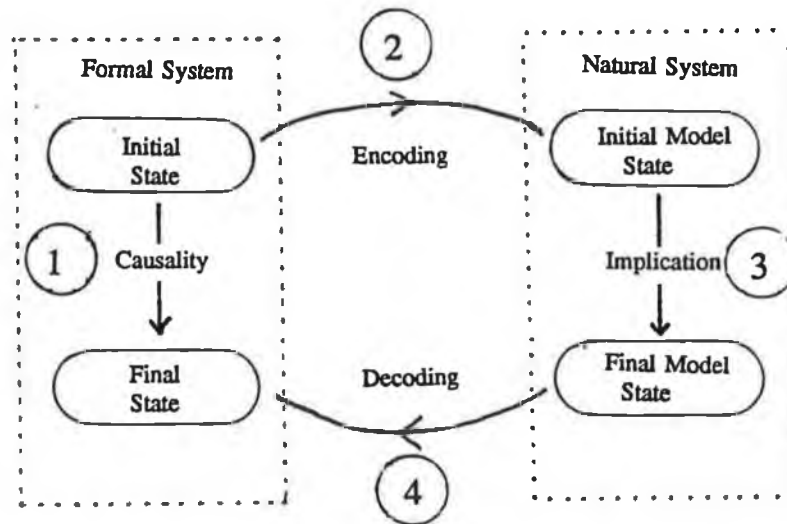 2
Formal System
Natural System
Initial
State
Encoding
Initial Model
State
1
Causality
Implication
3
Final
State
Decoding
Final Model
State
4